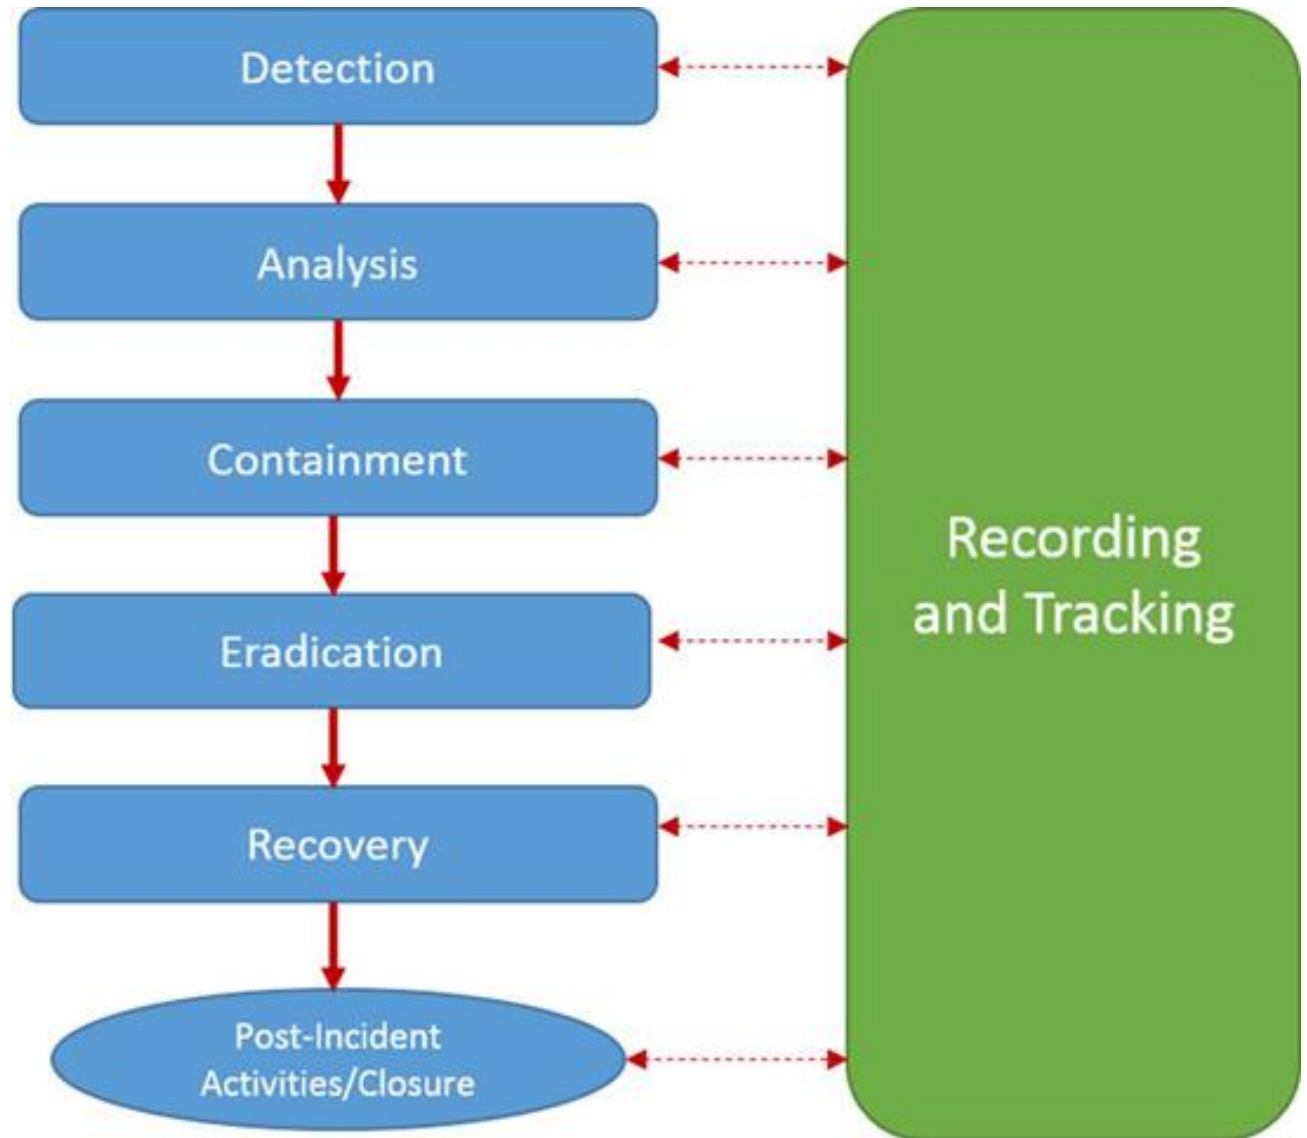 Detection
Analysis
Containment
Eradication
Recovery
Post-Incident
Activities/Closure
Recording
and Tracking